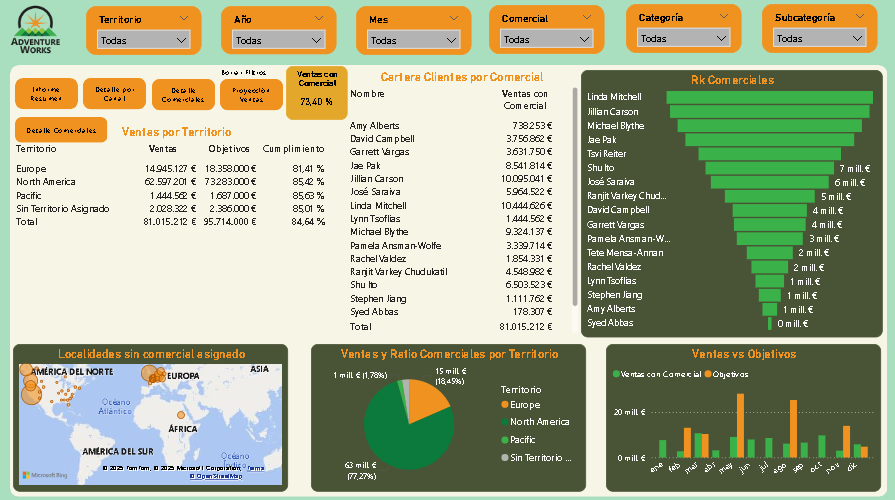 ADVENTURE
WORKS
Territorio
Todas
Año
Todas
Mes
Todas
Comercial
Todas
Categoría
Todas
Subcategoría
Todas
Borrar Filtros
Informe
Resumen
Detalle por
Canal
Detalle
Comerciales
Proyección
Ventas
Ventas con
Comercial
73,40 %
Detalle Comerciales
Ventas por Territorio
Territorio Ventas Objetivos Cumplimiento
Europe 14.945.127 € 18.358.000 € 81,41 %
North America 62.597.201 € 73.283.000 € 85,42 %
Pacific 1.444.562 € 1.687.000 € 85,63 %
Sin Territorio Asignado 2.028.322 € 2.386.000 € 85,01 %
Total 81.015.212 € 95.714.000 € 84,64 %
Cartera Clientes por Comercial
Nombre Ventas con
Comercial
Amy Alberts 738.253 €
David Campbell 3.756.862 €
Garrett Vargas 3.631.750 €
Jae Pak 8.541.814 €
Jillian Carson 10.095.041 €
José Saraiva 5.964.522 €
Linda Mitchell 10.444.626 €
Lynn Tsoflias 1.444.562 €
Michael Blythe 9.324.137 €
Pamela Ansman-Wolfe 3.339.714 €
Rachel Valdez 1.854.331 €
Ranjit Varkey Chudukatil 4.548.982 €
Shu Ito 6.503.523 €
Stephen Jiang 1.111.762 €
Syed Abbas 178.307 €
Total 81.015.212 €
Rk Comerciales
Linda Mitchell
Jillian Carson
Michael Blythe
Jae Pak
Tsvi Reiter
Shu Ito 7 mill. €
José Saraiva 6 mill. €
Ranjit Varkey Chud... 5 mill. €
David Campbell 4 mill. €
Garrett Vargas 4 mill. €
Pamela Ansman-W... 3 mill. €
Tete Mensa-Annan 2 mill. €
Rachel Valdez 2 mill. €
Lynn Tsoflias 1 mill. €
Stephen Jiang 1 mill. €
Amy Alberts 1 mill. €
Syed Abbas 0 mill. €
Localidades sin comercial asignado
AMÉRICA DEL NORTE
EUROPA
ASIA
Océano
Atlántico
ÁFRICA
AMÉRICA DEL SUR
Océano
Microsoft Bing
© 2025 TomTom, © 2025 Microsoft Corporation, Terms
© OpenStreetMap
Ventas y Ratio Comerciales por Territorio
1 mill. € (1,78%)
15 mill. €
(18,45%)
63 mill. €
(77,27%)
Territorio
Europe
North America
Pacific
Sin Territorio ...
Ventas vs Objetivos
Ventas con Comercial Objetivos
20 mill. €
0 mill. €
ene feb mar abr may jun jul ago sep oct nov dic